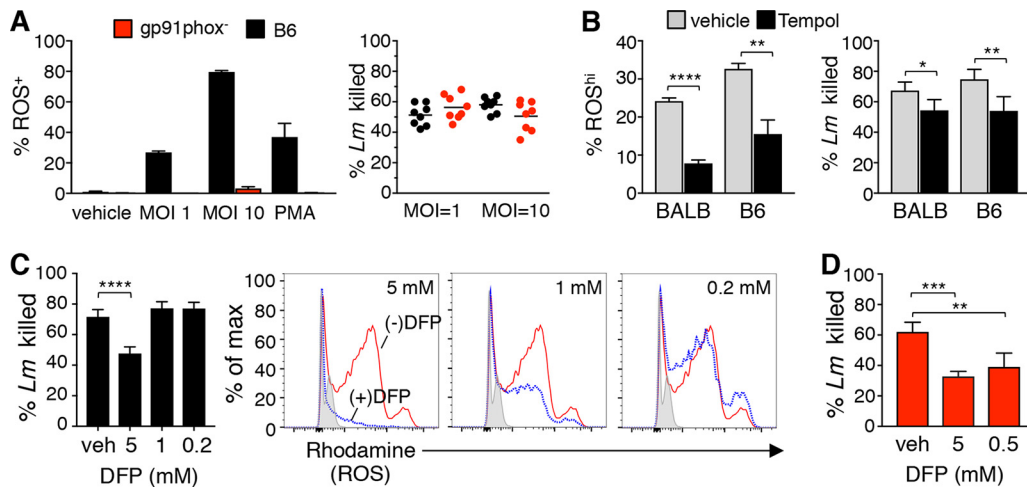 A
gp91phox- B6
% ROS+
100
80
60
40
20
0
vehicle MOI 1 MOI 10 PMA
% Lm killed
100
80
60
40
20
0
MOI=1 MOI=10
B
vehicle Tempol
% ROShi
40
30
20
10
0
****
**
BALB B6
% Lm killed
100
80
60
40
20
0
*
**
BALB B6
C
% Lm killed
100
80
60
40
20
0
****
veh 5 1 0.2
DFP (mM)
% of max
100
80
60
40
20
0
5 mM
(-)DFP
(+)DFP
1 mM
0.2 mM
Rhodamine
(ROS)
D
% Lm killed
100
80
60
40
20
0
***
**
veh 5 0.5
DFP (mM)